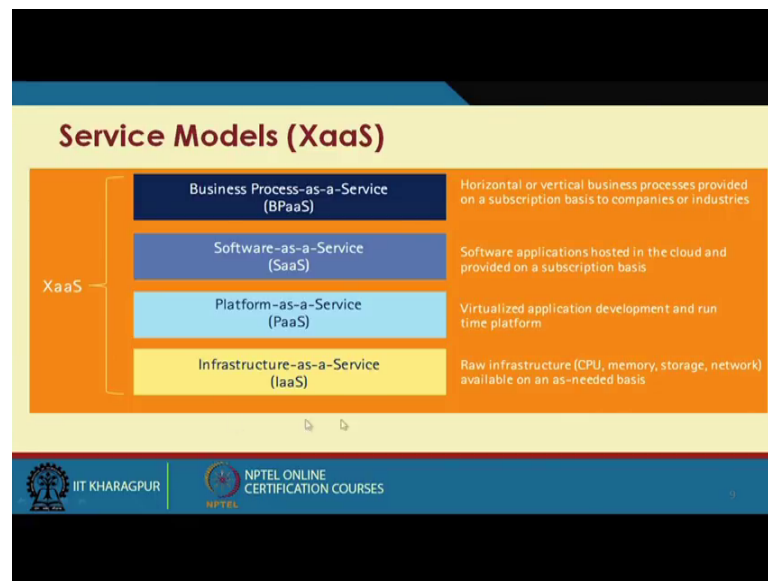 Service Models (XaaS)
XaaS
Business Process-as-a-Service
(BPaaS)
Horizontal or vertical business processes provided
on a subscription basis to companies or industries
Software-as-a-Service
(SaaS)
Software applications hosted in the cloud and
provided on a subscription basis
Platform-as-a-Service
(PaaS)
Virtualized application development and run
time platform
Infrastructure-as-a-Service
(IaaS)
Raw infrastructure (CPU, memory, storage, network)
available on an as-needed basis
IIT KHARAGPUR
NPTEL
NPTEL ONLINE
CERTIFICATION COURSES
9